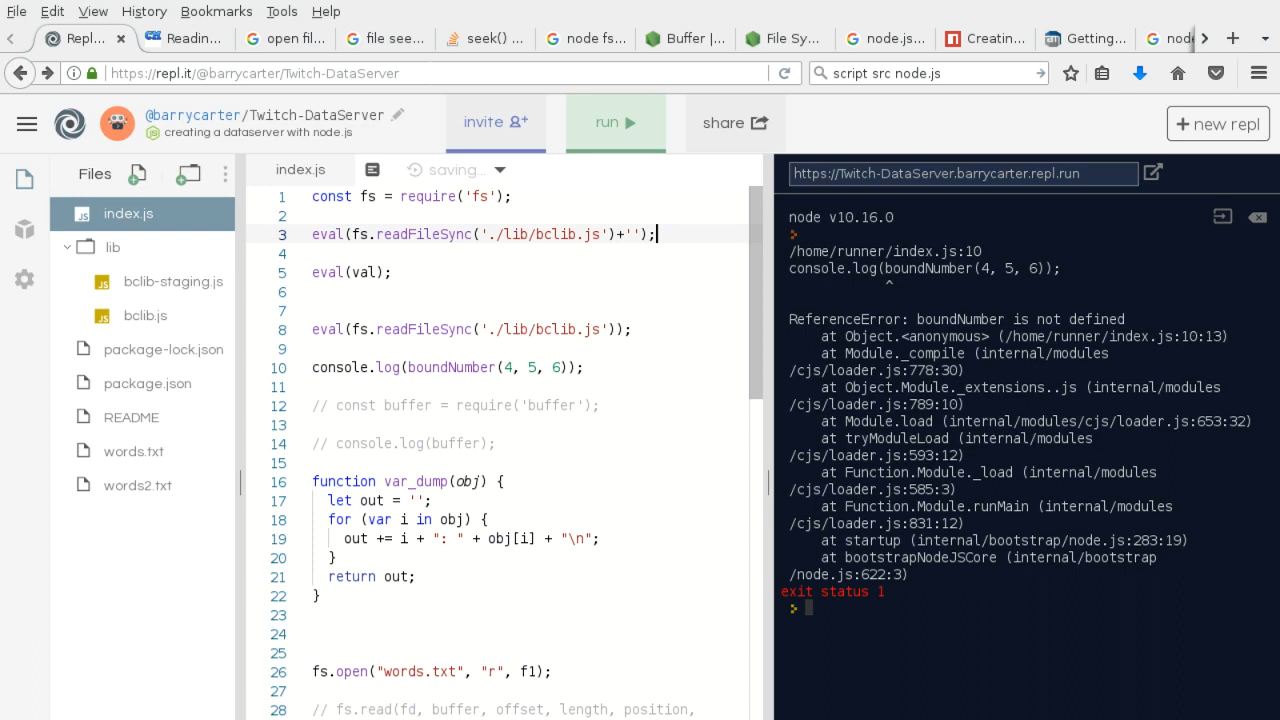 File Edit View History Bookmarks Tools Help
Repl... Readin... open fil... file see... seek() ... node fs... Buffer |... File Sy... node.js... Creatin... Getting... node
https://repl.it/@barrycarter/Twitch-DataServer script src node.js
@barrycarter/Twitch-DataServer
creating a dataserver with node.js
invite run share + new repl
Files
index.js
lib
bclib-staging.js
bclib.js
package-lock.json
package.json
README
words.txt
words2.txt
index.js saving...
1 const fs = require('fs');
2
3 eval(fs.readFileSync('./lib/bclib.js')+'');
4
5 eval(val);
6
7
8 eval(fs.readFileSync('./lib/bclib.js'));
9
10 console.log(boundNumber(4, 5, 6));
11
12 // const buffer = require('buffer');
13
14 // console.log(buffer);
15
16 function var_dump(obj) {
17 let out = '';
18 for (var i in obj) {
19 out += i + ": " + obj[i] + "\n";
20 }
21 return out;
22 }
23
24
25
26 fs.open("words.txt", "r", f1);
27
28 // fs.read(fd, buffer, offset, length, position,
https://Twitch-DataServer.barrycarter.repl.run
node v10.16.0
/home/runner/index.js:10
console.log(boundNumber(4, 5, 6));
^
ReferenceError: boundNumber is not defined
at Object.<anonymous> (/home/runner/index.js:10:13)
at Module._compile (internal/modules
/cjs/loader.js:778:30)
at Object.Module._extensions..js (internal/modules
/cjs/loader.js:789:10)
at Module.load (internal/modules/cjs/loader.js:653:32)
at tryModuleLoad (internal/modules
/cjs/loader.js:593:12)
at Function.Module._load (internal/modules
/cjs/loader.js:585:3)
at Function.Module.runMain (internal/modules
/cjs/loader.js:831:12)
at startup (internal/bootstrap/node.js:283:19)
at bootstrapNodeJSCore (internal/bootstrap
/node.js:622:3)
exit status 1